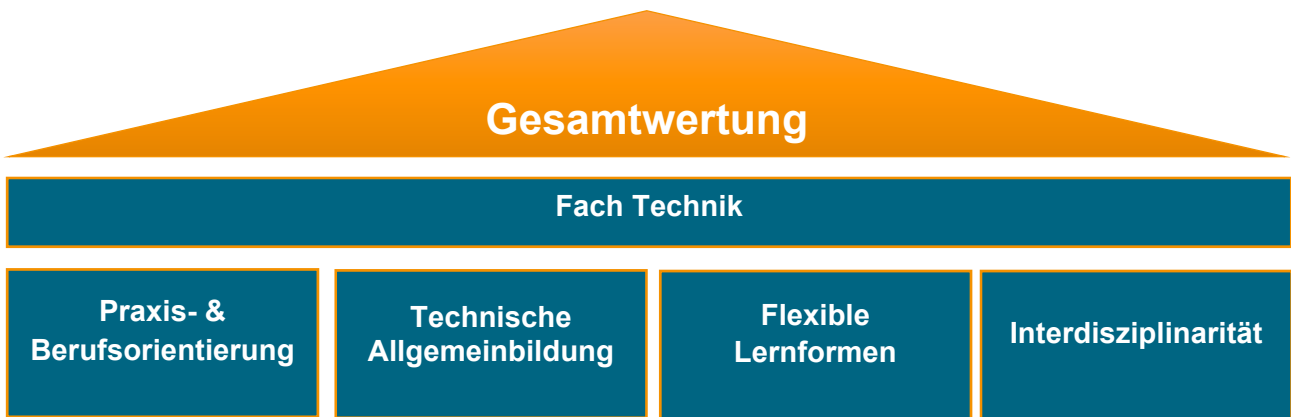 Gesamtwertung
Fach Technik
Praxis- &
Berufsorientierung
Technische
Allgemeinbildung
Flexible
Lernformen
Interdisziplinarität